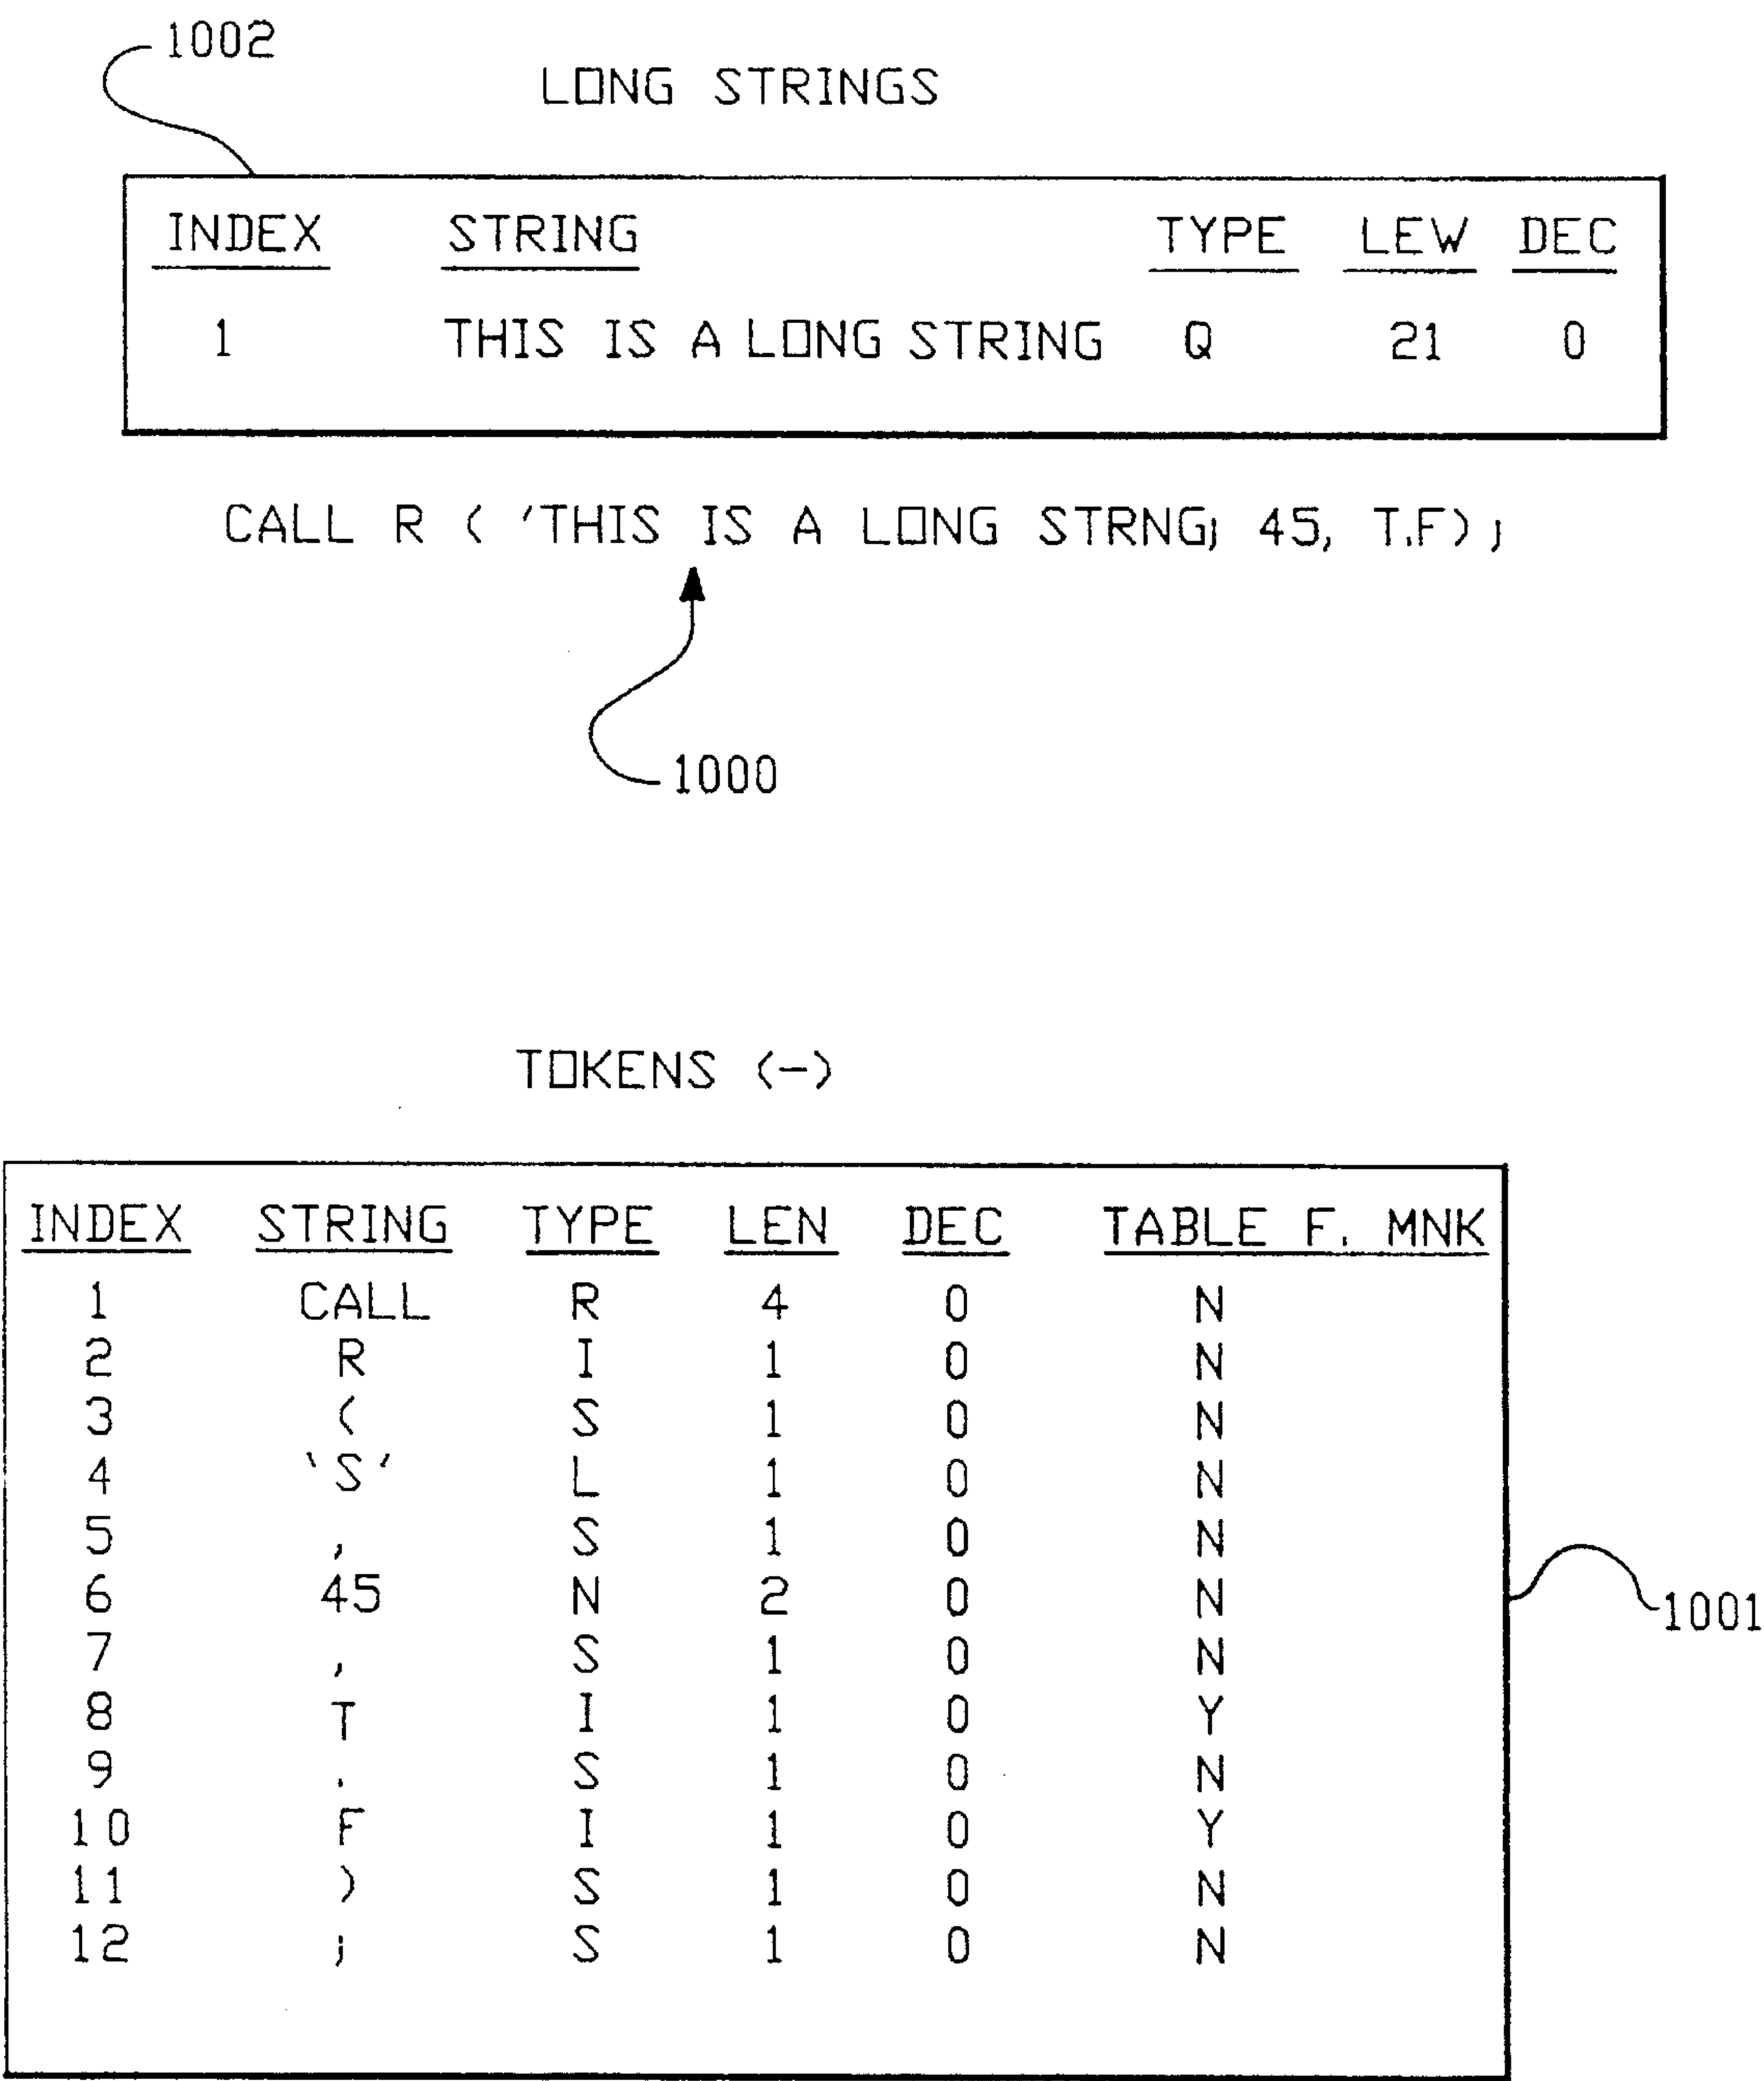 1002
LONG STRINGS
INDEX STRING TYPE LEW DEC
1 THIS IS A LONG STRING Q 21 0
CALL R ( 'THIS IS A LONG STRNG; 45, T.F) ;
1000
TOKENS (-)
INDEX STRING TYPE LEN DEC TABLE F. MNK
1 CALL R 4 0 N
2 R I 1 0 N
3 ( S 1 0 N
4 'S' L 1 0 N
5 , S 1 0 N
6 45 N 2 0 N
1001
7 , S 1 0 N
8 T I 1 0 Y
9 . S 1 0 N
10 F I 1 0 Y
11 ) S 1 0 N
12 ; S 1 0 N